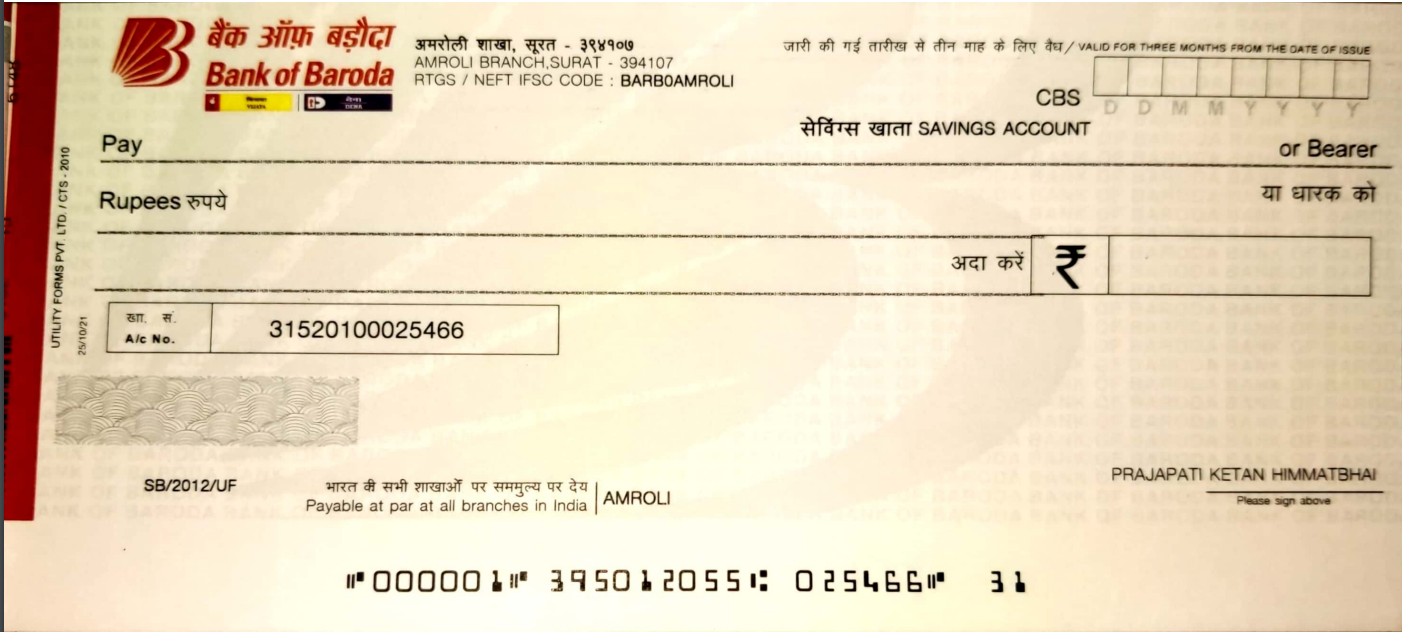 बैंक ऑफ़ बड़ौदा
Bank of Baroda
विजया VIJAYA देना DENA
अमरोली शाखा, सूरत - ३९४१०७
AMROLI BRANCH,SURAT - 394107
RTGS / NEFT IFSC CODE : BARB0AMROLI
जारी की गई तारीख से तीन माह के लिए वैध / VALID FOR THREE MONTHS FROM THE DATE OF ISSUE
CBS
D D M M Y Y Y Y
सेविंग्स खाता SAVINGS ACCOUNT
Pay
or Bearer
Rupees रुपये
या धारक को
अदा करें ₹
UTILITY FORMS PVT. LTD. / CTS - 2010
25/10/21
खा. सं.
A/c No.
31520100025466
SB/2012/UF
भारत की सभी शाखाओं पर सममुल्य पर देय
Payable at par at all branches in India
AMROLI
PRAJAPATI KETAN HIMMATBHAI
Please sign above
⑈000001⑈ 395012055⑆ 025466⑈ 31